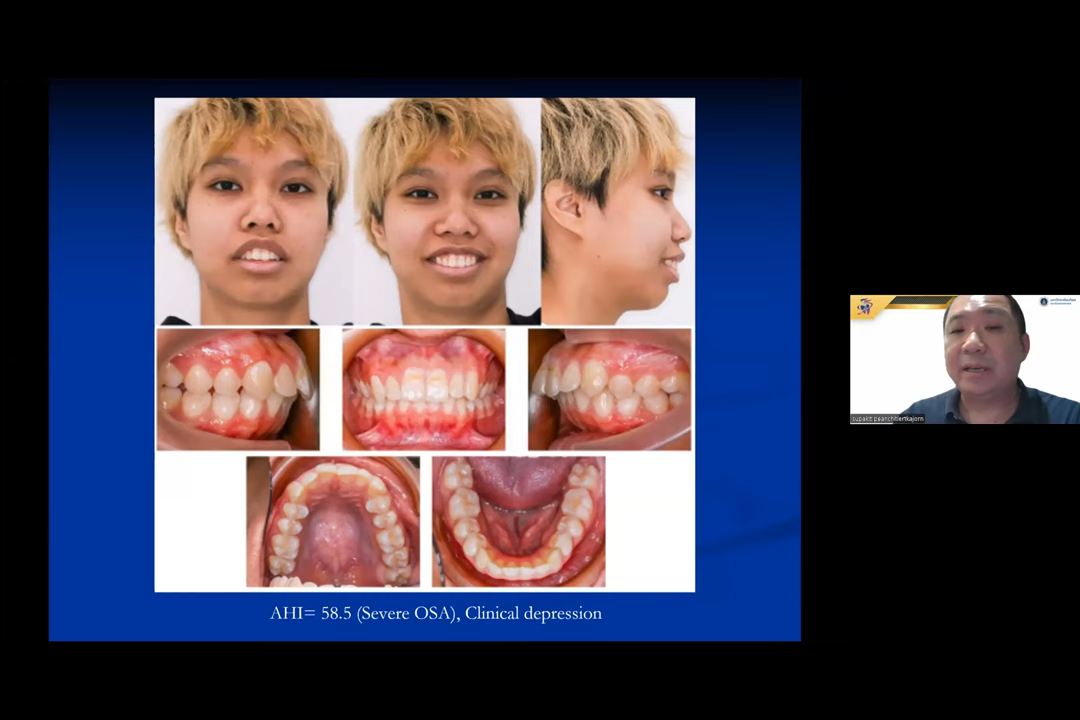 AHI= 58.5 (Severe OSA), Clinical depression
supakit peanchitlertkajorn